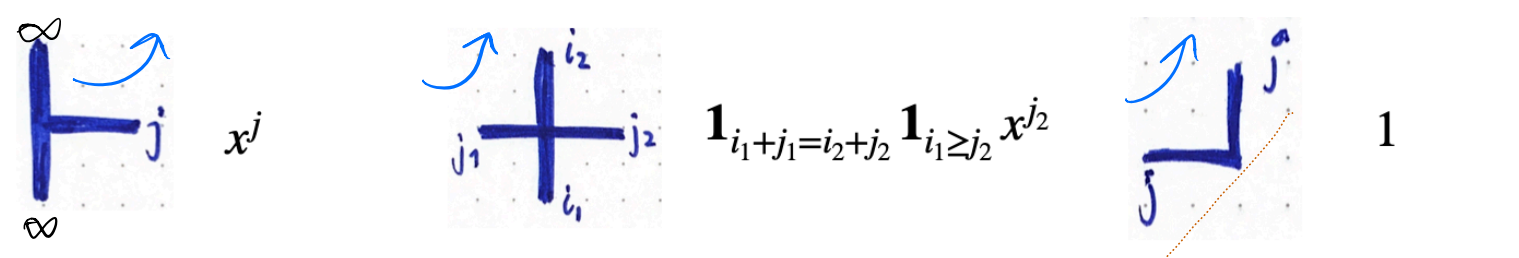 ∞
j
∞
x^j
i₂
j₁
j₂
i₁
𝟏_{i₁+j₁=i₂+j₂} 𝟏_{i₁≥j₂} x^{j₂}
j
j
1